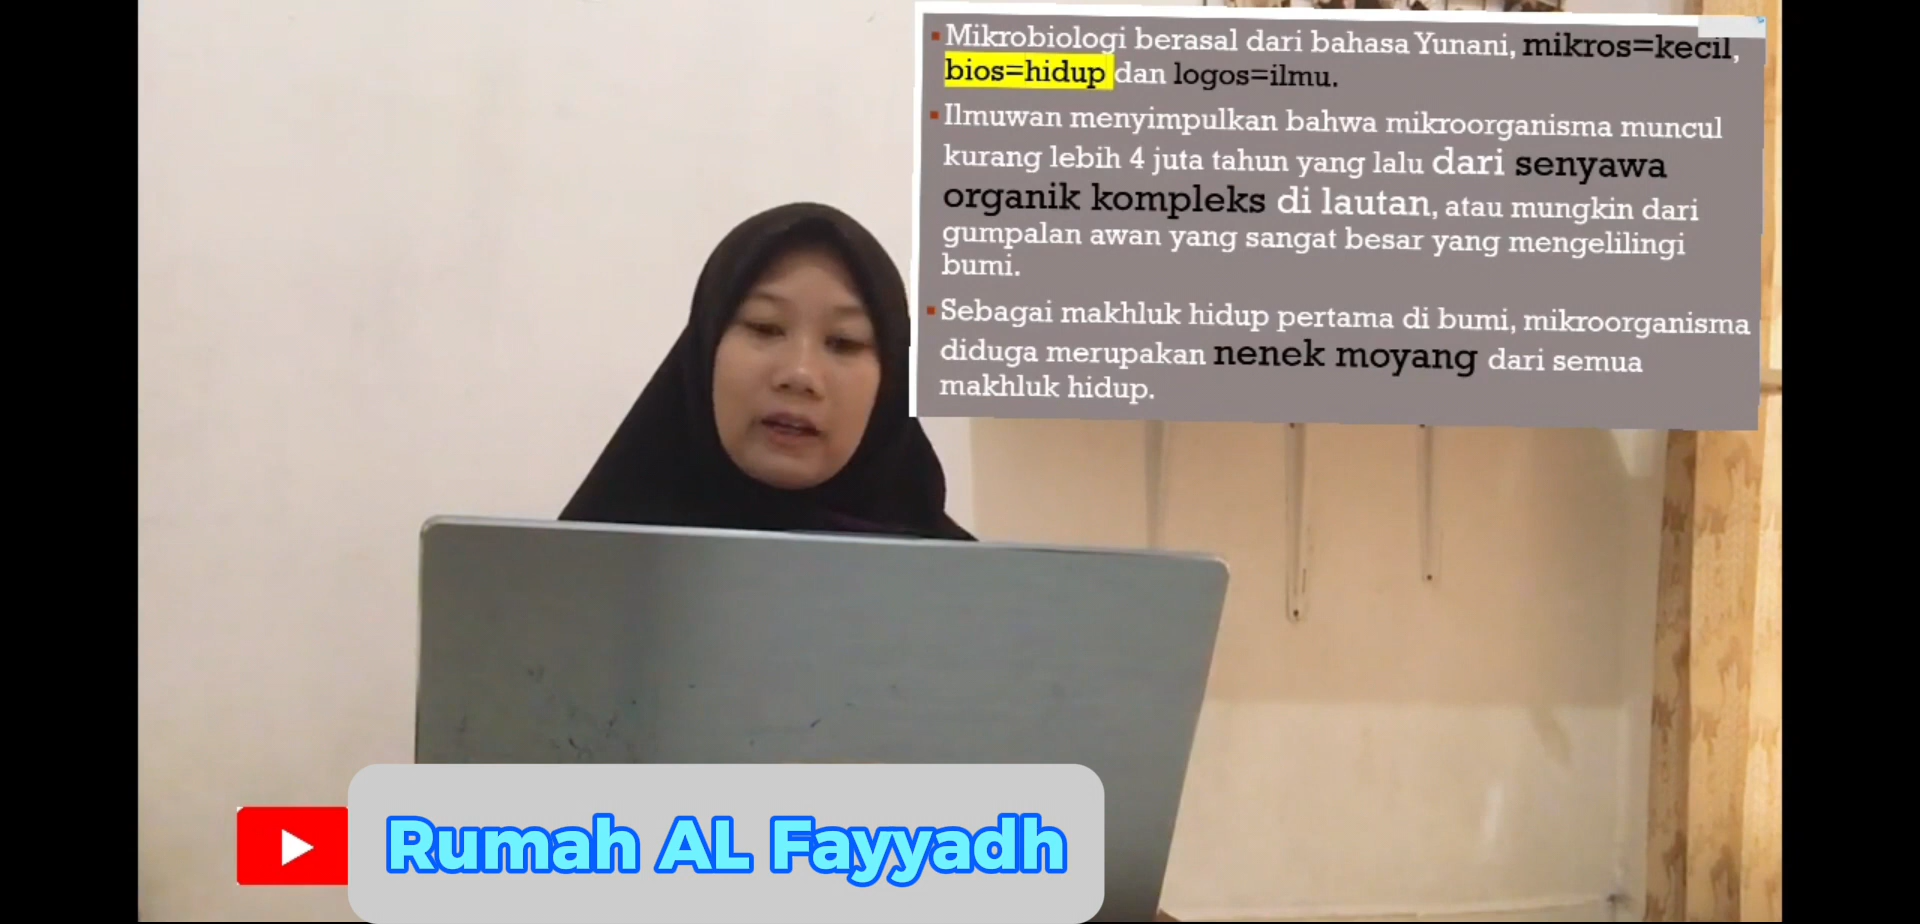 Mikrobiologi berasal dari bahasa Yunani, mikros=kecil,
bios=hidup dan logos=ilmu.
Ilmuwan menyimpulkan bahwa mikroorganisma muncul
kurang lebih 4 juta tahun yang lalu dari senyawa
organik kompleks di lautan, atau mungkin dari
gumpalan awan yang sangat besar yang mengelilingi
bumi.
Sebagai makhluk hidup pertama di bumi, mikroorganisma
diduga merupakan nenek moyang dari semua
makhluk hidup.
Rumah AL Fayyadh